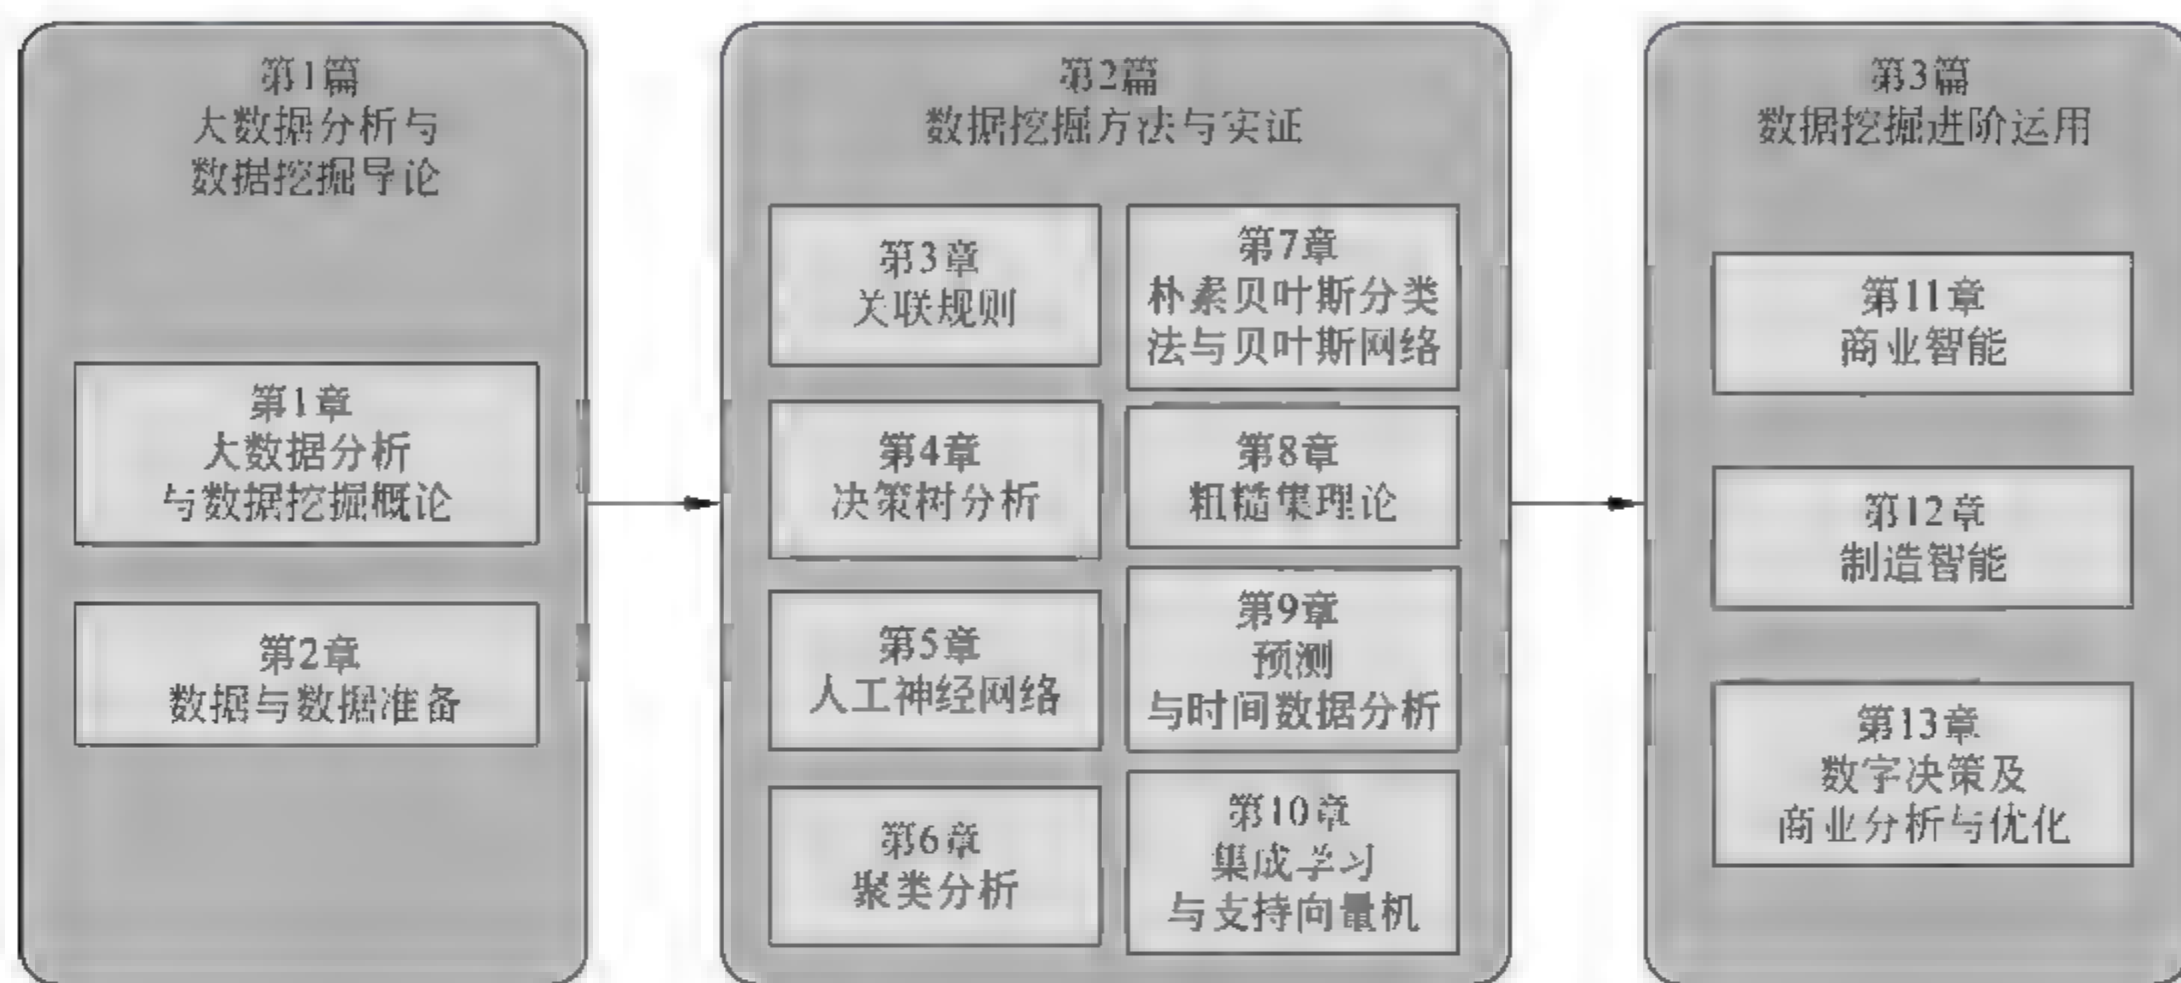 第1篇
大数据分析与
数据挖掘导论
第1章
大数据分析
与数据挖掘概论
第2章
数据与数据准备
第2篇
数据挖掘方法与实证
第3章
关联规则
第4章
决策树分析
第5章
人工神经网络
第6章
聚类分析
第7章
朴素贝叶斯分类
法与贝叶斯网络
第8章
粗糙集理论
第9章
预测
与时间数据分析
第10章
集成学习
与支持向量机
第3篇
数据挖掘进阶运用
第11章
商业智能
第12章
制造智能
第13章
数字决策及
商业分析与优化